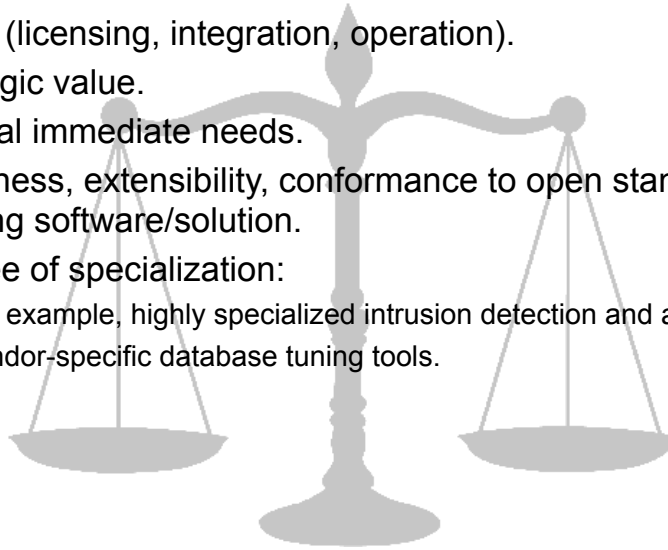 (licensing, integration, operation).
gic value.
al immediate needs.
ness, extensibility, conformance to open stan
ng software/solution.
e of specialization:
example, highly specialized intrusion detection and a
ndor-specific database tuning tools.